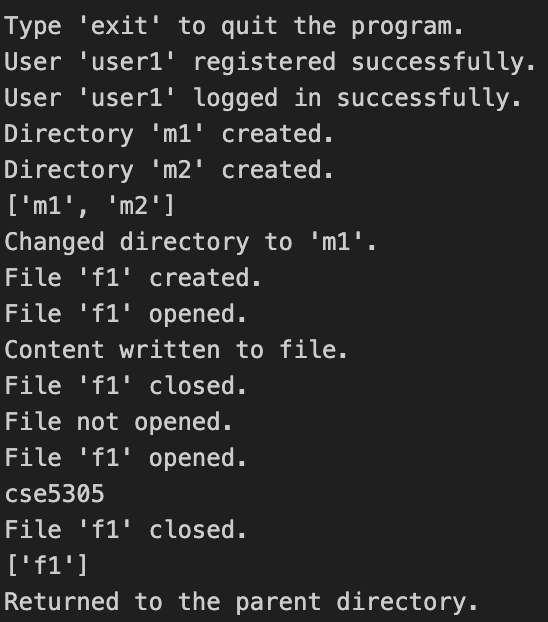 Type 'exit' to quit the program.
User 'user1' registered successfully.
User 'user1' logged in successfully.
Directory 'm1' created.
Directory 'm2' created.
['m1', 'm2']
Changed directory to 'm1'.
File 'f1' created.
File 'f1' opened.
Content written to file.
File 'f1' closed.
File not opened.
File 'f1' opened.
cse5305
File 'f1' closed.
['f1']
Returned to the parent directory.